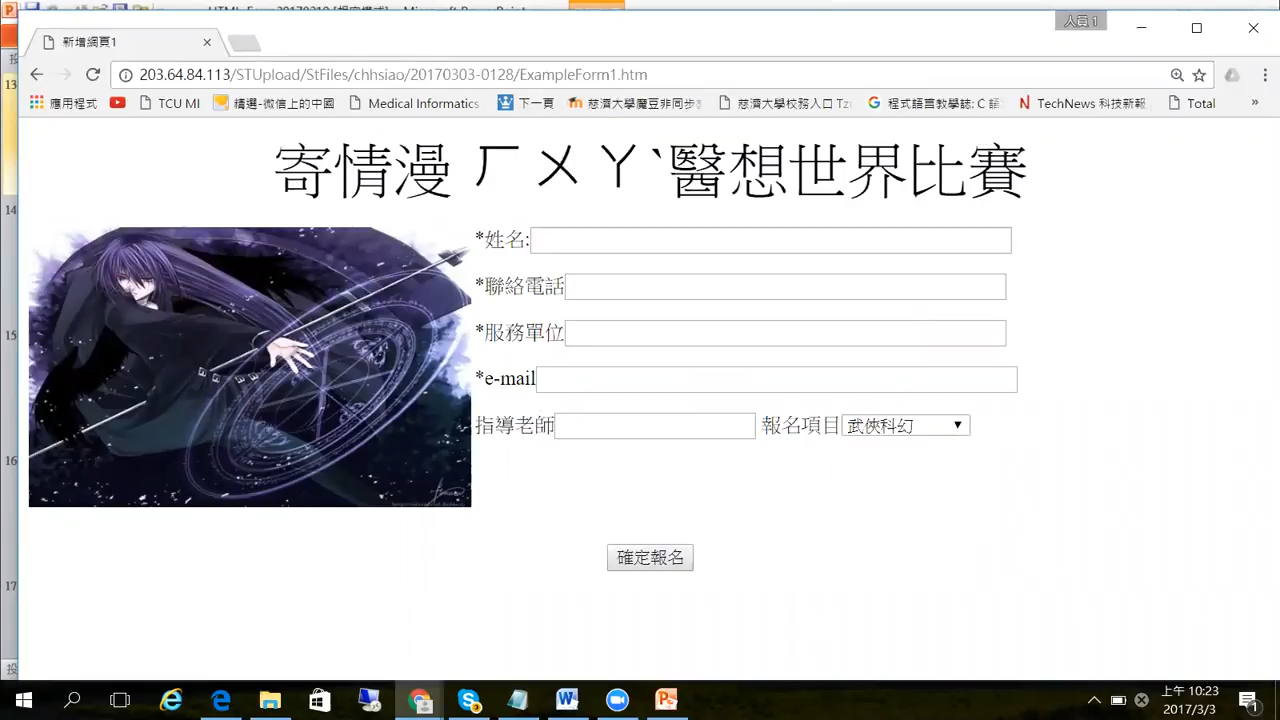 人員 1
新增網頁1
203.64.84.113/STUpload/StFiles/chhsiao/20170303-0128/ExampleForm1.htm
應用程式 TCU MI 精選-微信上的中國 Medical Informatics 下一頁 慈濟大學魔豆非同步 慈濟大學校務入口 Tzu 程式語言教學誌: C 語 TechNews 科技新報 Total
寄情漫 ㄏㄨㄚˋ醫想世界比賽
*姓名:
*聯絡電話
*服務單位
*e-mail
指導老師 報名項目 武俠科幻
確定報名
13
14
15
16
17
上午 10:23
2017/3/3